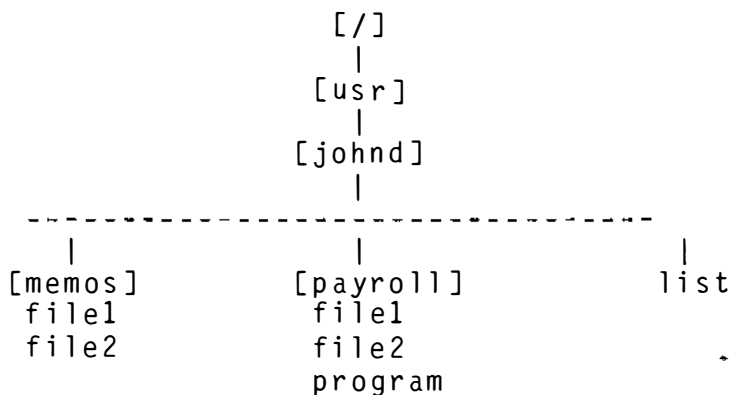 [/]
|
[usr]
|
[johnd]
|
------------------------------------
| | |
[memos] [payroll] list
file1 file1
file2 file2
program